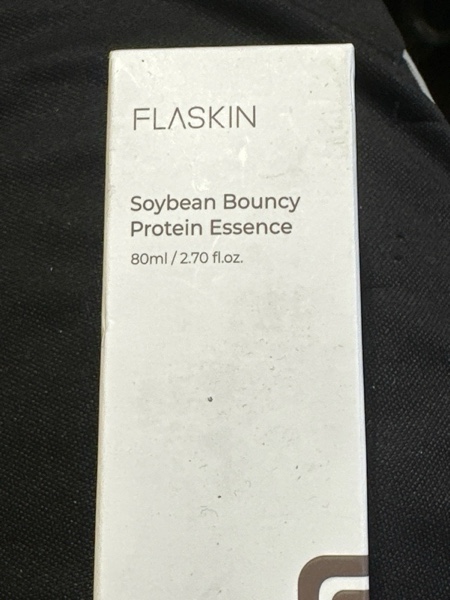 FLASKIN
Soybean Bouncy
Protein Essence
80ml / 2.70 fl.oz.